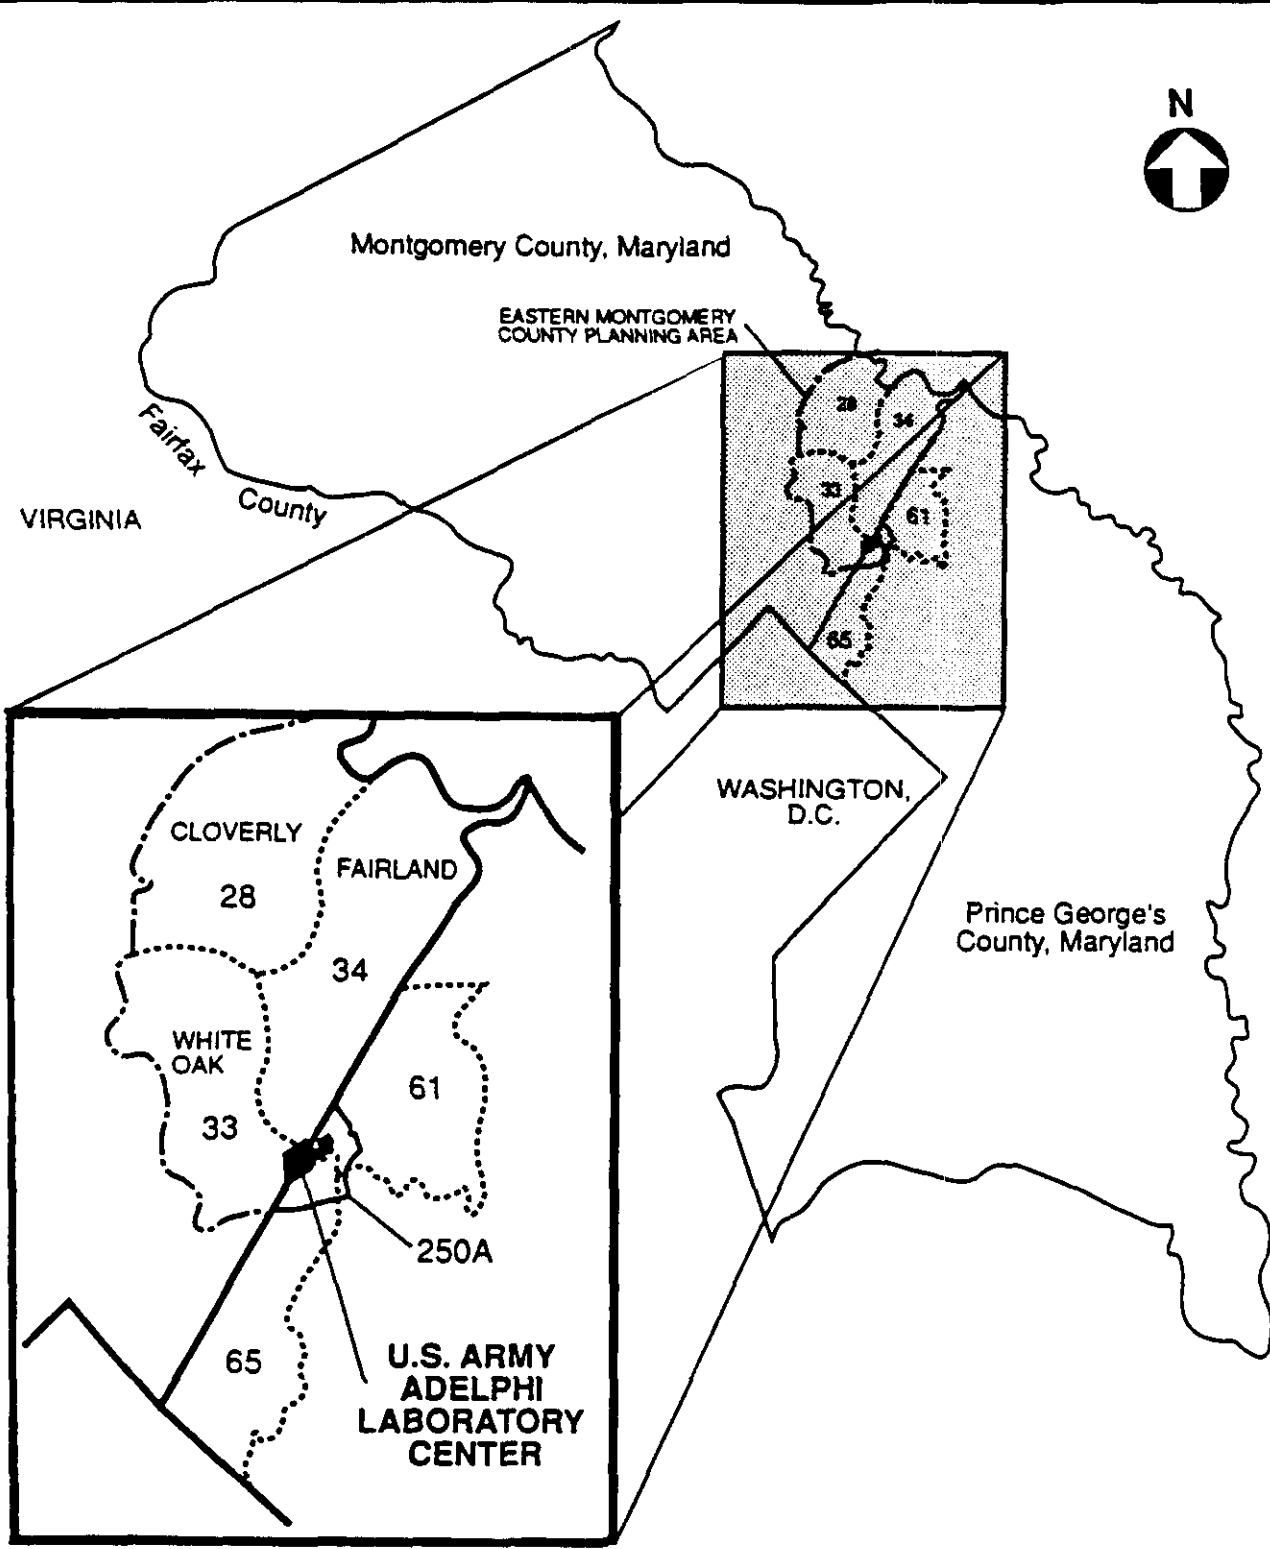 N
Montgomery County, Maryland
EASTERN MONTGOMERY
COUNTY PLANNING AREA
28
34
Fairfax
County
33
61
VIRGINIA
65
WASHINGTON,
D.C.
CLOVERLY
FAIRLAND
28
Prince George's
County, Maryland
34
WHITE
OAK
61
33
250A
65
U.S. ARMY
ADELPHI
LABORATORY
CENTER